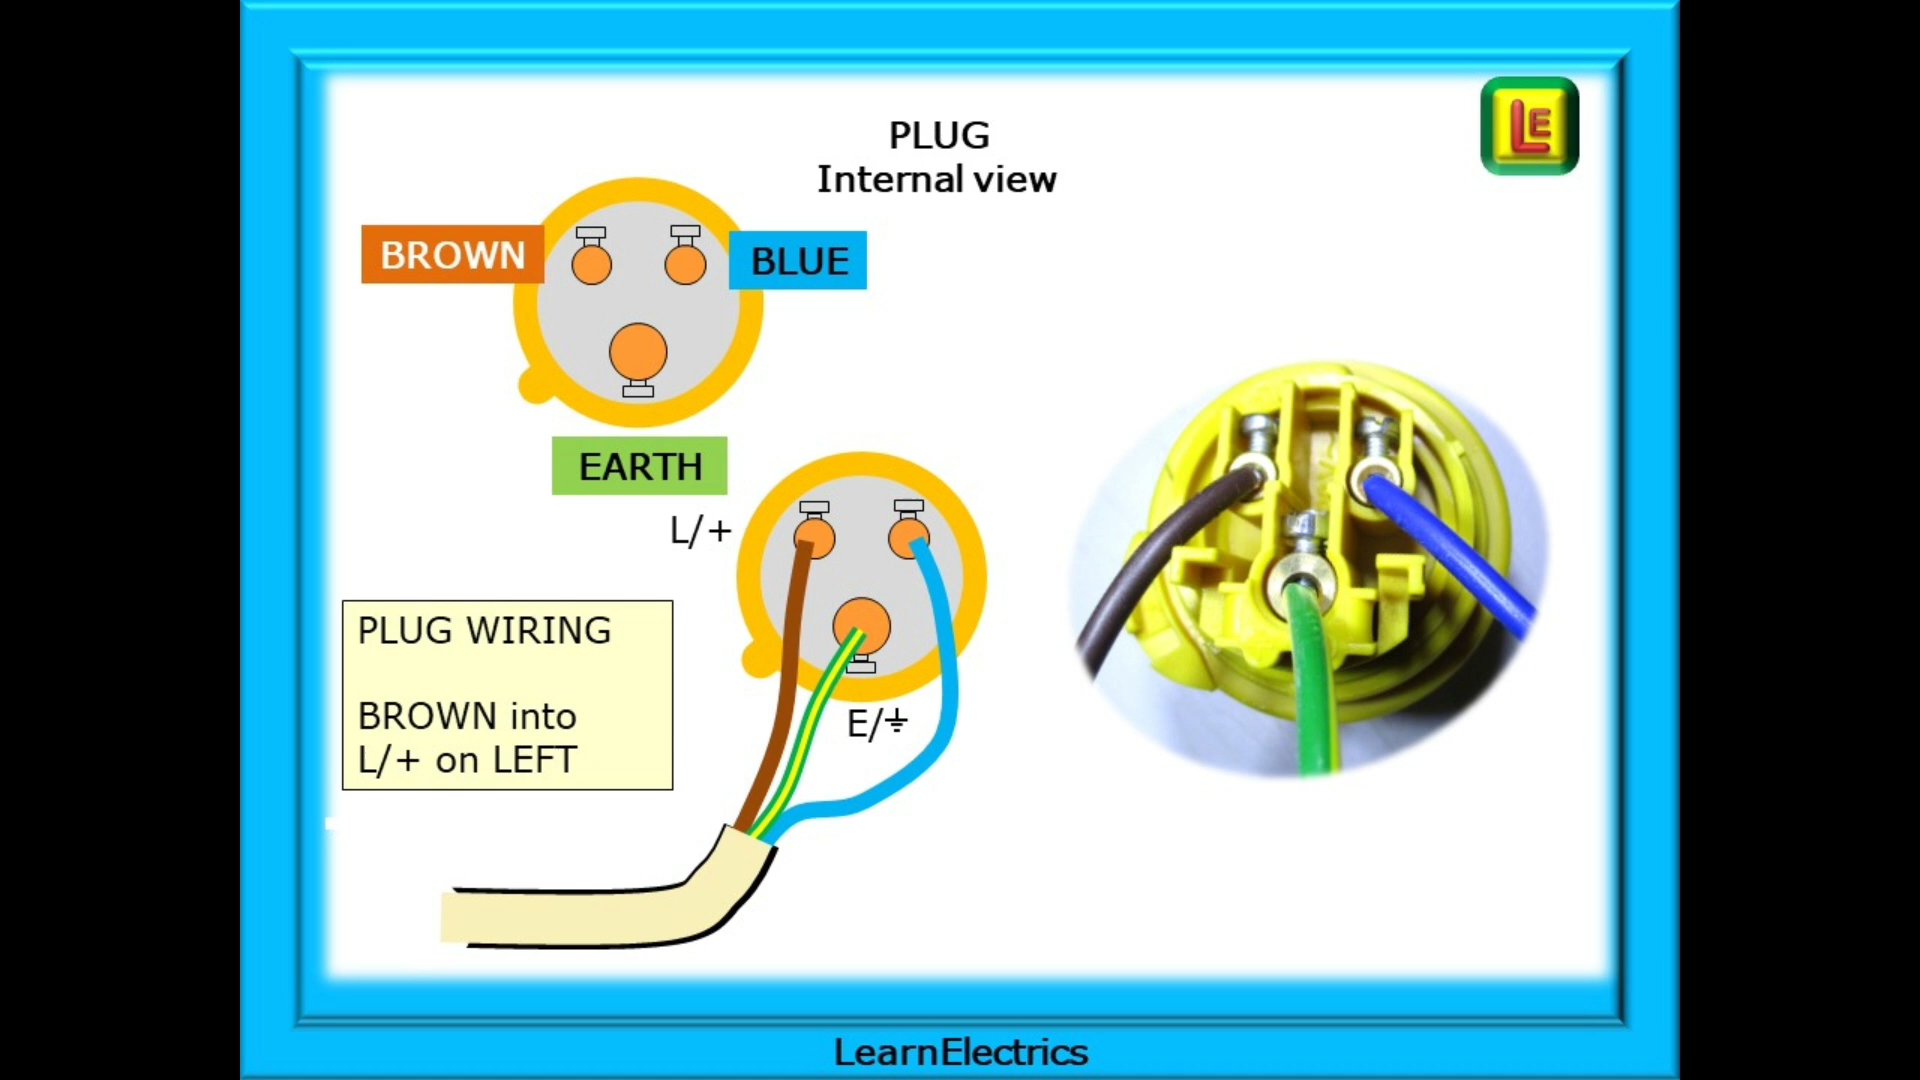 PLUG
Internal view
LE
BROWN
BLUE
EARTH
L/+
PLUG WIRING
BROWN into
L/+ on LEFT
E/⏚
LearnElectrics